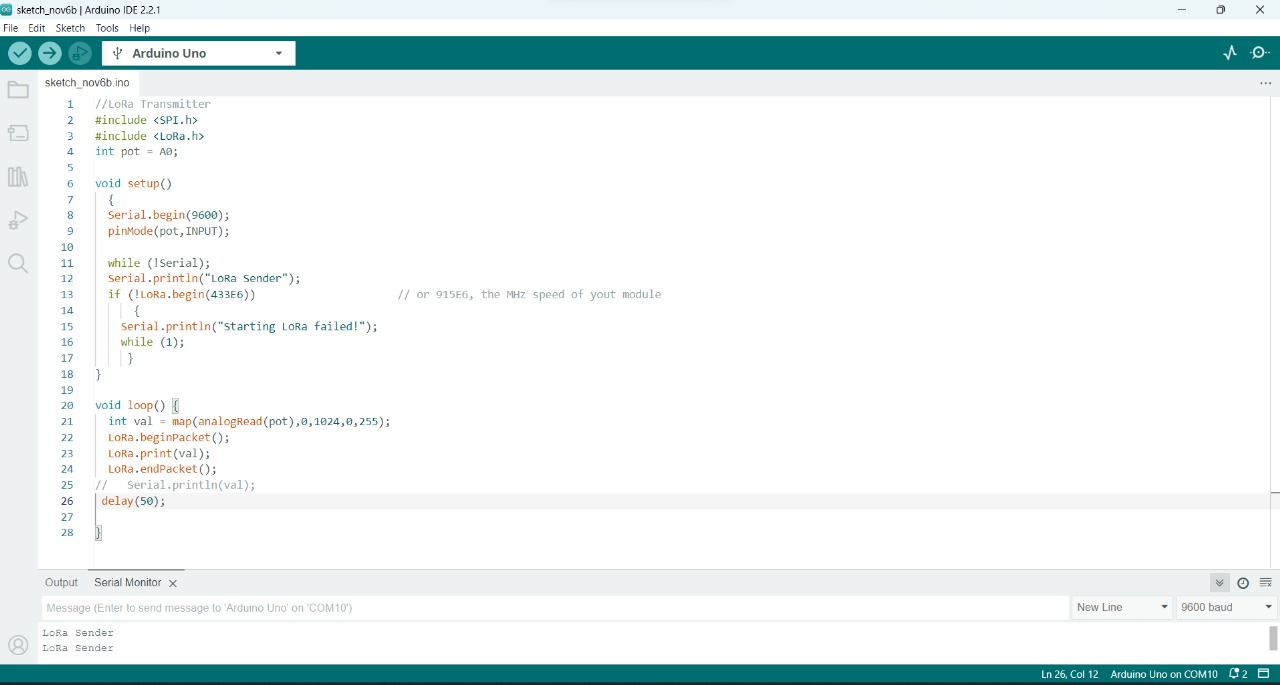 sketch_nov6b | Arduino IDE 2.2.1
File Edit Sketch Tools Help
Arduino Uno
sketch_nov6b.ino
1 //LoRa Transmitter
2 #include <SPI.h>
3 #include <LoRa.h>
4 int pot = A0;
5
6 void setup()
7 {
8 Serial.begin(9600);
9 pinMode(pot,INPUT);
10
11 while (!Serial);
12 Serial.println("LoRa Sender");
13 if (!LoRa.begin(433E6)) // or 915E6, the MHz speed of yout module
14 {
15 Serial.println("Starting LoRa failed!");
16 while (1);
17 }
18 }
19
20 void loop() {
21 int val = map(analogRead(pot),0,1024,0,255);
22 LoRa.beginPacket();
23 LoRa.print(val);
24 LoRa.endPacket();
25 // Serial.println(val);
26 delay(50);
27
28 }
Output Serial Monitor
Message (Enter to send message to 'Arduino Uno' on 'COM10') New Line 9600 baud
LoRa Sender
LoRa Sender
Ln 26, Col 12 Arduino Uno on COM10 2